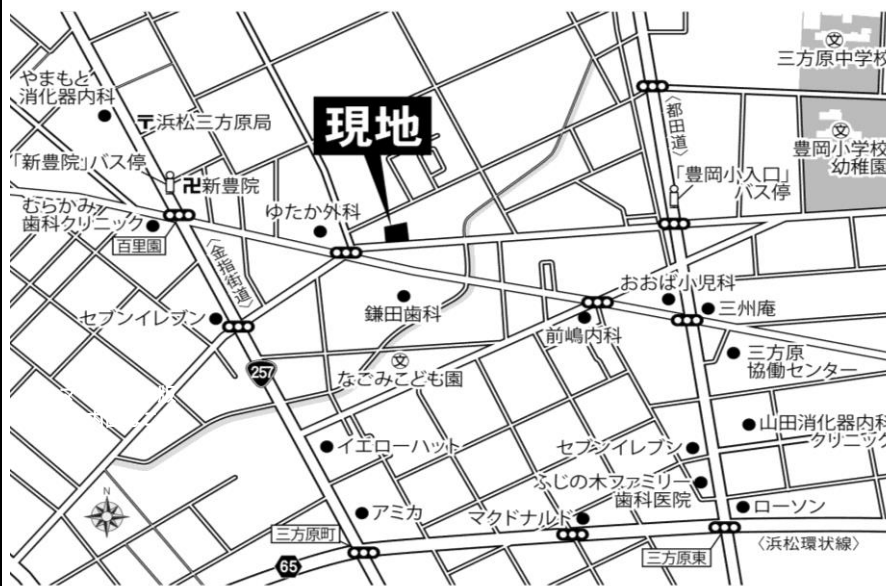 三方原中学校
やまもと
消化器内科
浜松三方原局
現地
〈都田道〉
豊岡小学校
幼稚園
「新豊院」バス停
新豊院
「豊岡小入口」
バス停
むらかみ
歯科クリニック
ゆたか外科
百里園
〈金指街道〉
おおば小児科
セブンイレブン
鎌田歯科
三州庵
前嶋内科
257
なごみこども園
三方原
協働センター
山田消化器内科
クリニック
イエローハット
セブンイレブン
ふじの木ファミリー
歯科医院
N
アミカ
マクドナルド
ローソン
三方原町
三方原東
〈浜松環状線〉
65